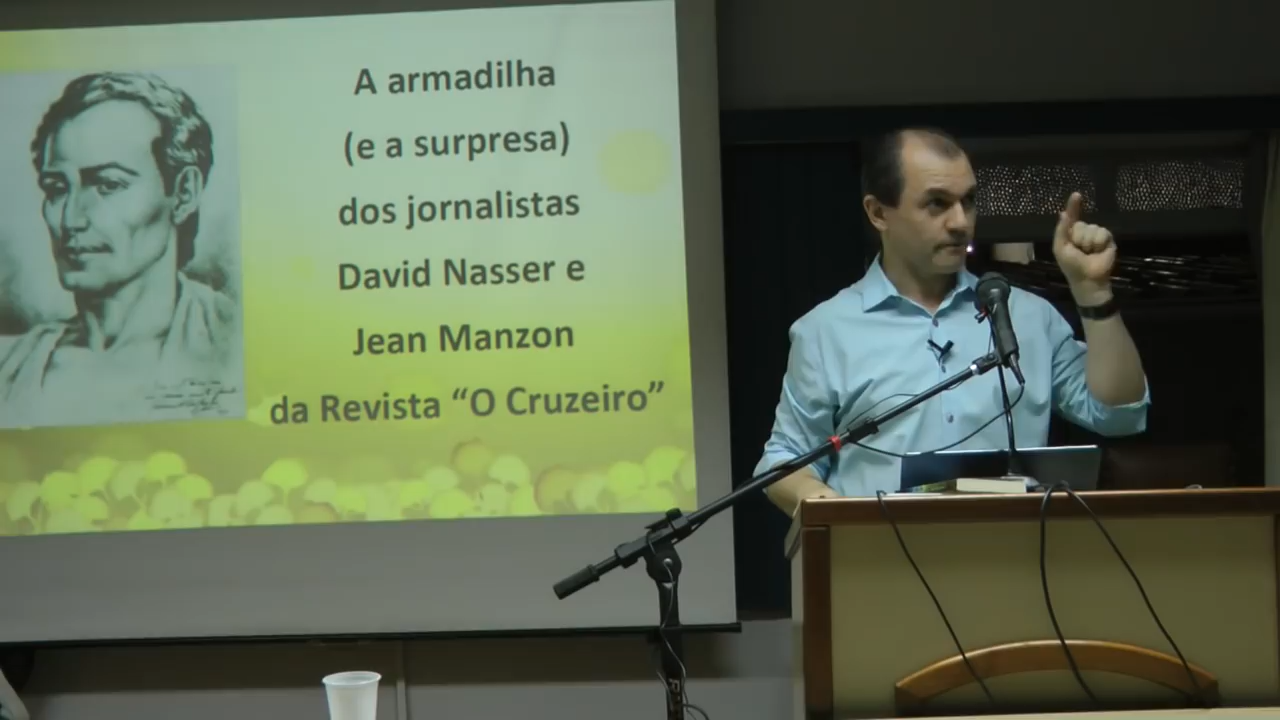 A armadilha
(e a surpresa)
dos jornalistas
David Nasser e
Jean Manzon
da Revista “O Cruzeiro”